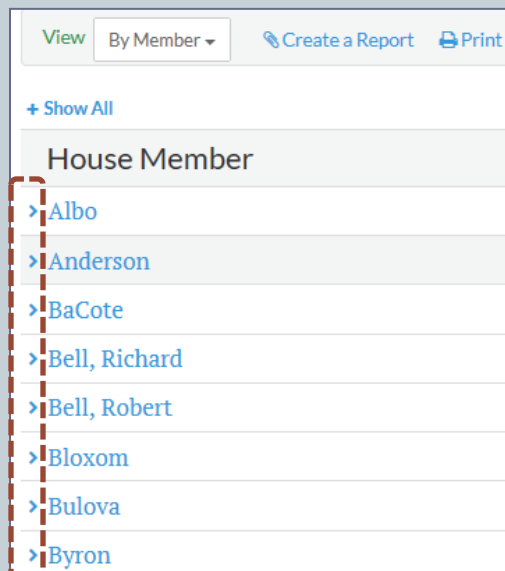 View By Member Create a Report Print
+ Show All
House Member
Albo
Anderson
BaCote
Bell, Richard
Bell, Robert
Bloxom
Bulova
Byron